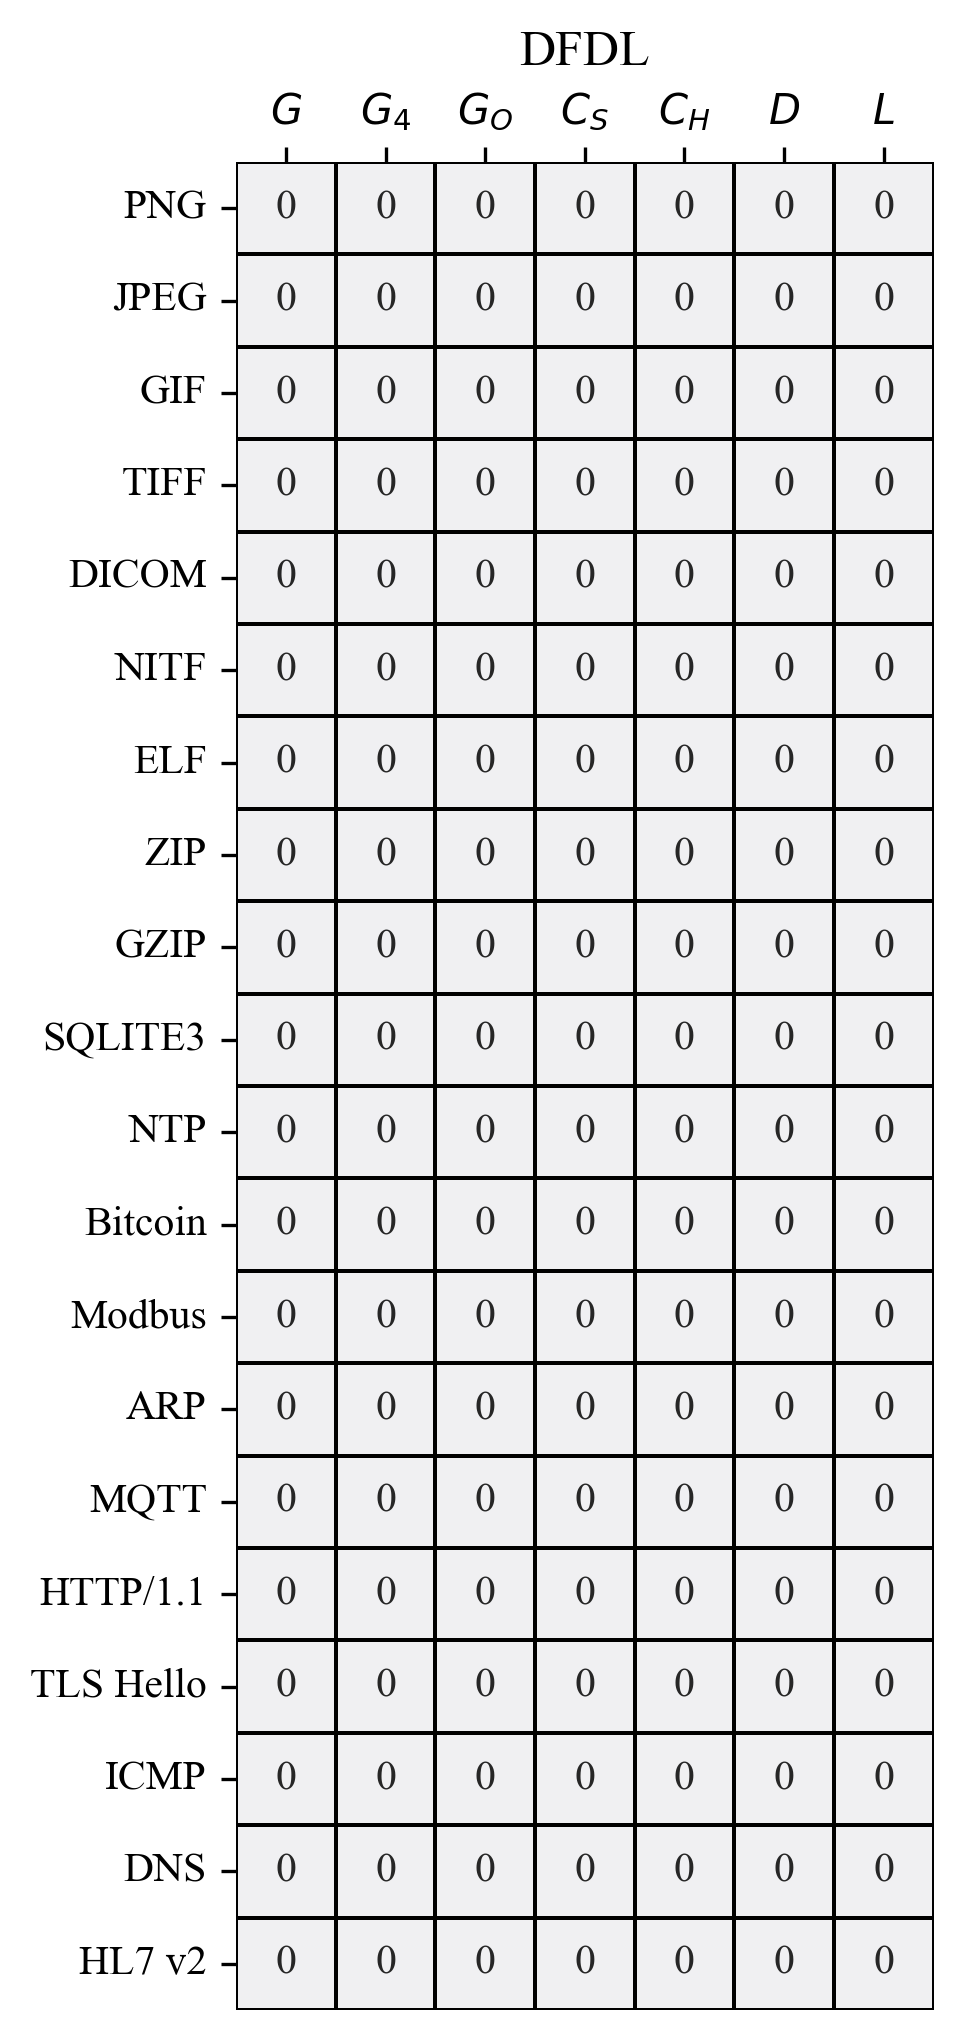 DFDL
G G4 GO CS CH D L
PNG 0 0 0 0 0 0 0
JPEG 0 0 0 0 0 0 0
GIF 0 0 0 0 0 0 0
TIFF 0 0 0 0 0 0 0
DICOM 0 0 0 0 0 0 0
NITF 0 0 0 0 0 0 0
ELF 0 0 0 0 0 0 0
ZIP 0 0 0 0 0 0 0
GZIP 0 0 0 0 0 0 0
SQLITE3 0 0 0 0 0 0 0
NTP 0 0 0 0 0 0 0
Bitcoin 0 0 0 0 0 0 0
Modbus 0 0 0 0 0 0 0
ARP 0 0 0 0 0 0 0
MQTT 0 0 0 0 0 0 0
HTTP/1.1 0 0 0 0 0 0 0
TLS Hello 0 0 0 0 0 0 0
ICMP 0 0 0 0 0 0 0
DNS 0 0 0 0 0 0 0
HL7 v2 0 0 0 0 0 0 0